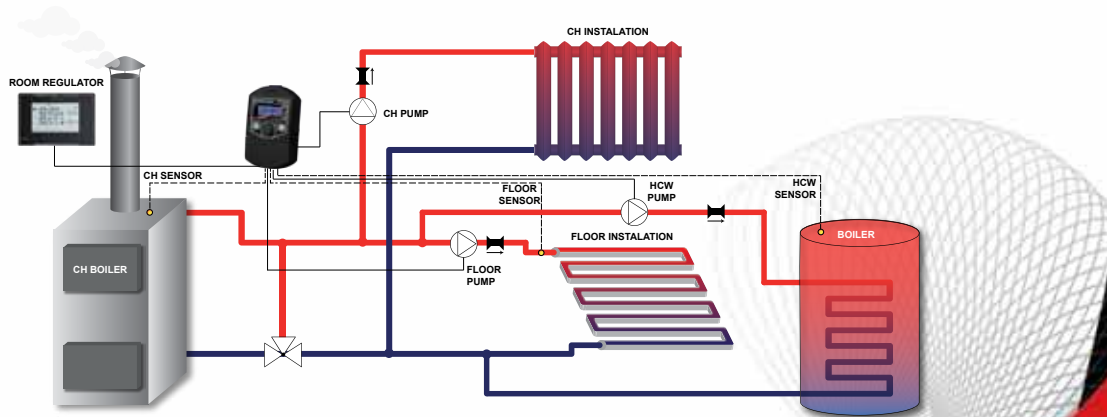 CH INSTALATION
ROOM REGULATOR
CH PUMP
CH SENSOR
FLOOR
SENSOR
HCW
PUMP
HCW
SENSOR
FLOOR INSTALATION
BOILER
CH BOILER
FLOOR
PUMP